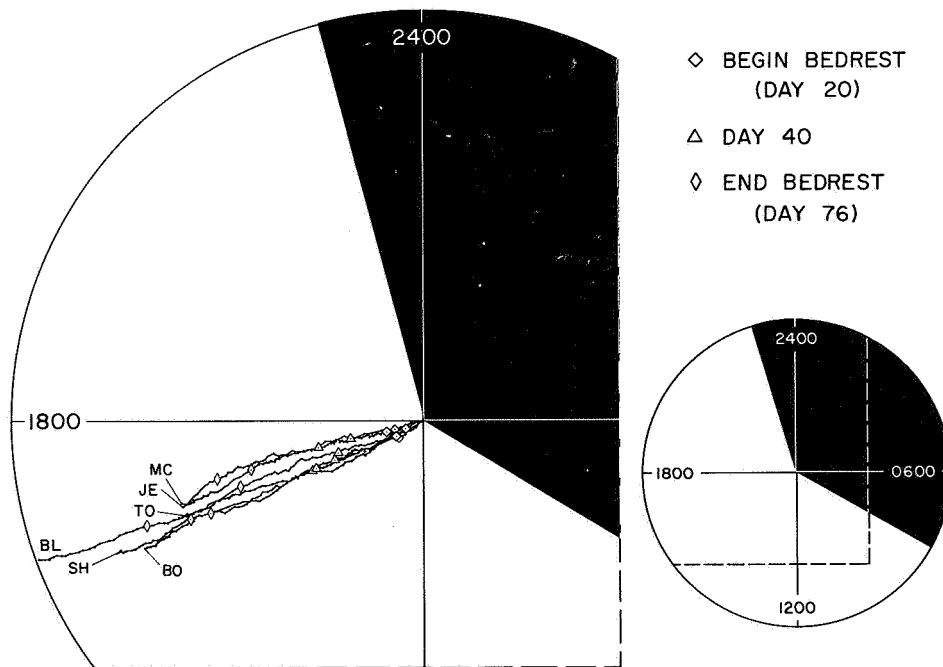 2400
1800
MC
JE
TO
BL
SH
BO
BEGIN BEDREST
(DAY 20)
DAY 40
END BEDREST
(DAY 76)
2400
1800
0600
1200